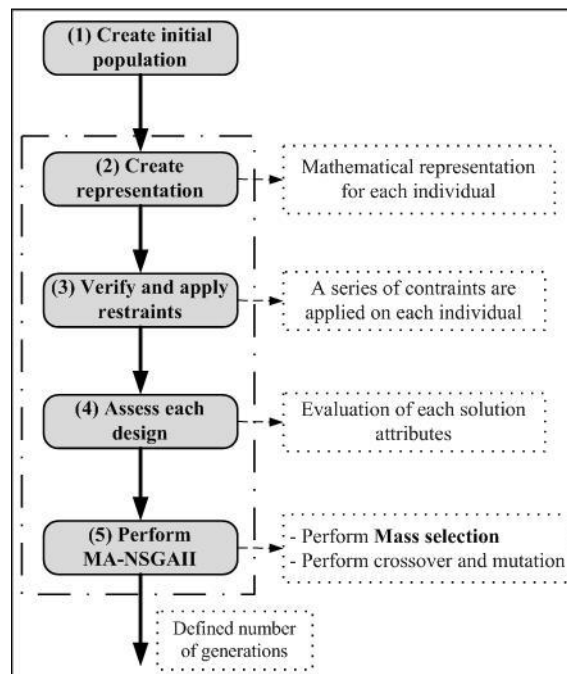 (1) Create initial
population
(2) Create
representation
Mathematical representation
for each individual
(3) Verify and apply
restraints
A series of contraints are
applied on each individual
(4) Assess each
design
Evaluation of each solution
attributes
(5) Perform
MA-NSGAII
- Perform Mass selection
- Perform crossover and mutation
Defined number
of generations